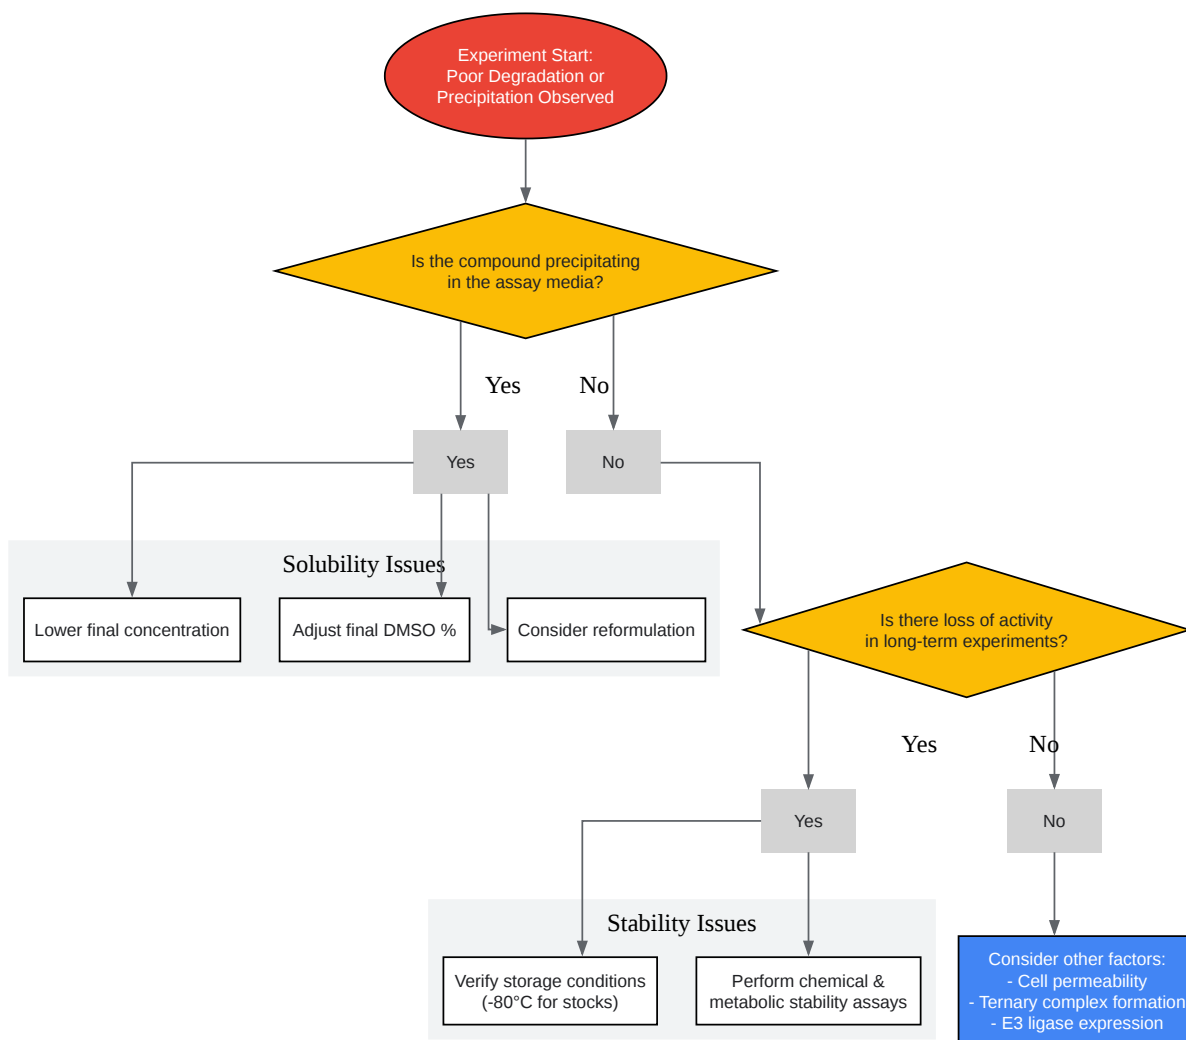 Experiment Start:
Poor Degradation or
Precipitation Observed
Is the compound precipitating
in the assay media?
Yes
No
Yes
No
Solubility Issues
Lower final concentration
Adjust final DMSO %
Consider reformulation
Is there loss of activity
in long-term experiments?
Yes
No
Yes
No
Stability Issues
Verify storage conditions
(-80°C for stocks)
Perform chemical &
metabolic stability assays
Consider other factors:
- Cell permeability
- Ternary complex formation
- E3 ligase expression